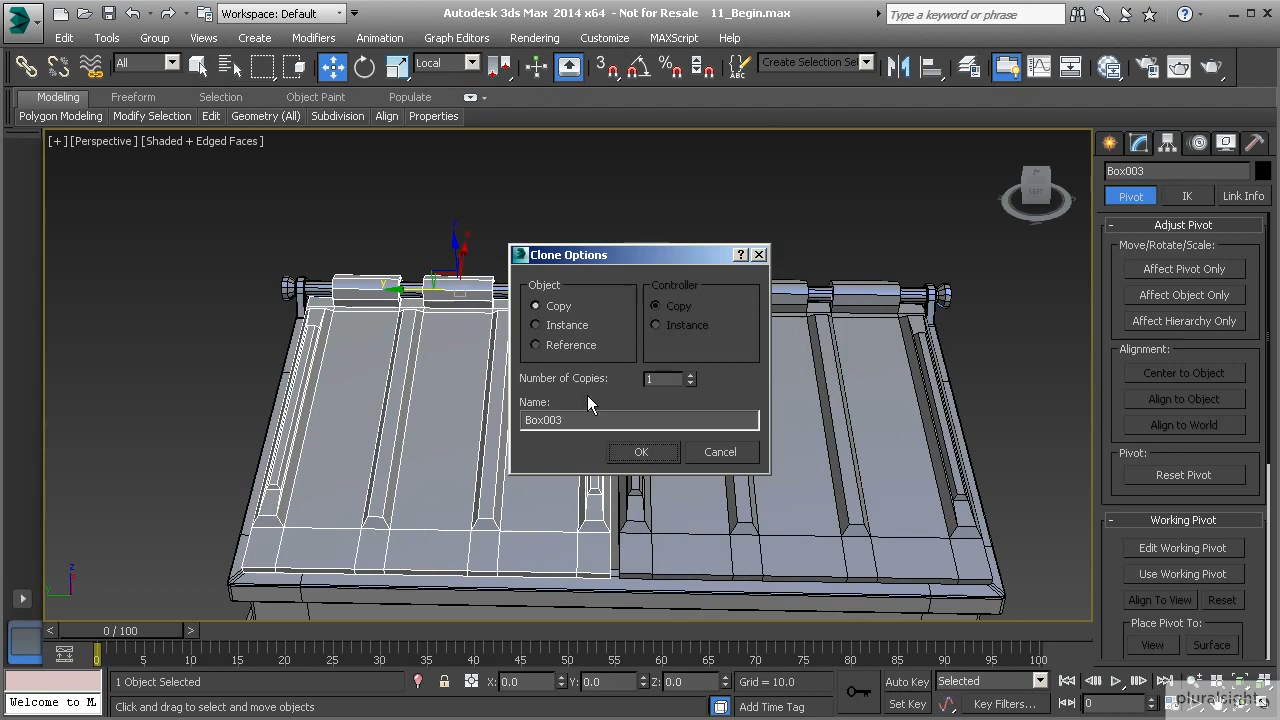 Workspace: Default
Autodesk 3ds Max 2014 x64 - Not for Resale 11_Begin.max
Type a keyword or phrase
Edit Tools Group Views Create Modifiers Animation Graph Editors Rendering Customize MAXScript Help
All Local Create Selection Se
Modeling Freeform Selection Object Paint Populate
Polygon Modeling Modify Selection Edit Geometry (All) Subdivision Align Properties
[+] [Perspective] [Shaded + Edged Faces]
Box003
Pivot IK Link Info
- Adjust Pivot
Move/Rotate/Scale:
Affect Pivot Only
Affect Object Only
Affect Hierarchy Only
Alignment:
Center to Object
Align to Object
Align to World
Pivot:
Reset Pivot
- Working Pivot
Edit Working Pivot
Use Working Pivot
Align To View Reset
Place Pivot To:
View Surface
z
x
y
Clone Options
Object Controller
Copy Copy
Instance Instance
Reference
Number of Copies: 1
Name:
Box003
OK Cancel
z
y
< 0 / 100 >
0 5 10 15 20 25 30 35 40 45 50 55 60 65 70 75 80 85 90 95 100
1 Object Selected X: 0.0 Y: 0.0 Z: 0.0 Grid = 10.0 Auto Key Selected
Welcome to M Click and drag to select and move objects Add Time Tag Set Key Key Filters... 0
pluralsight